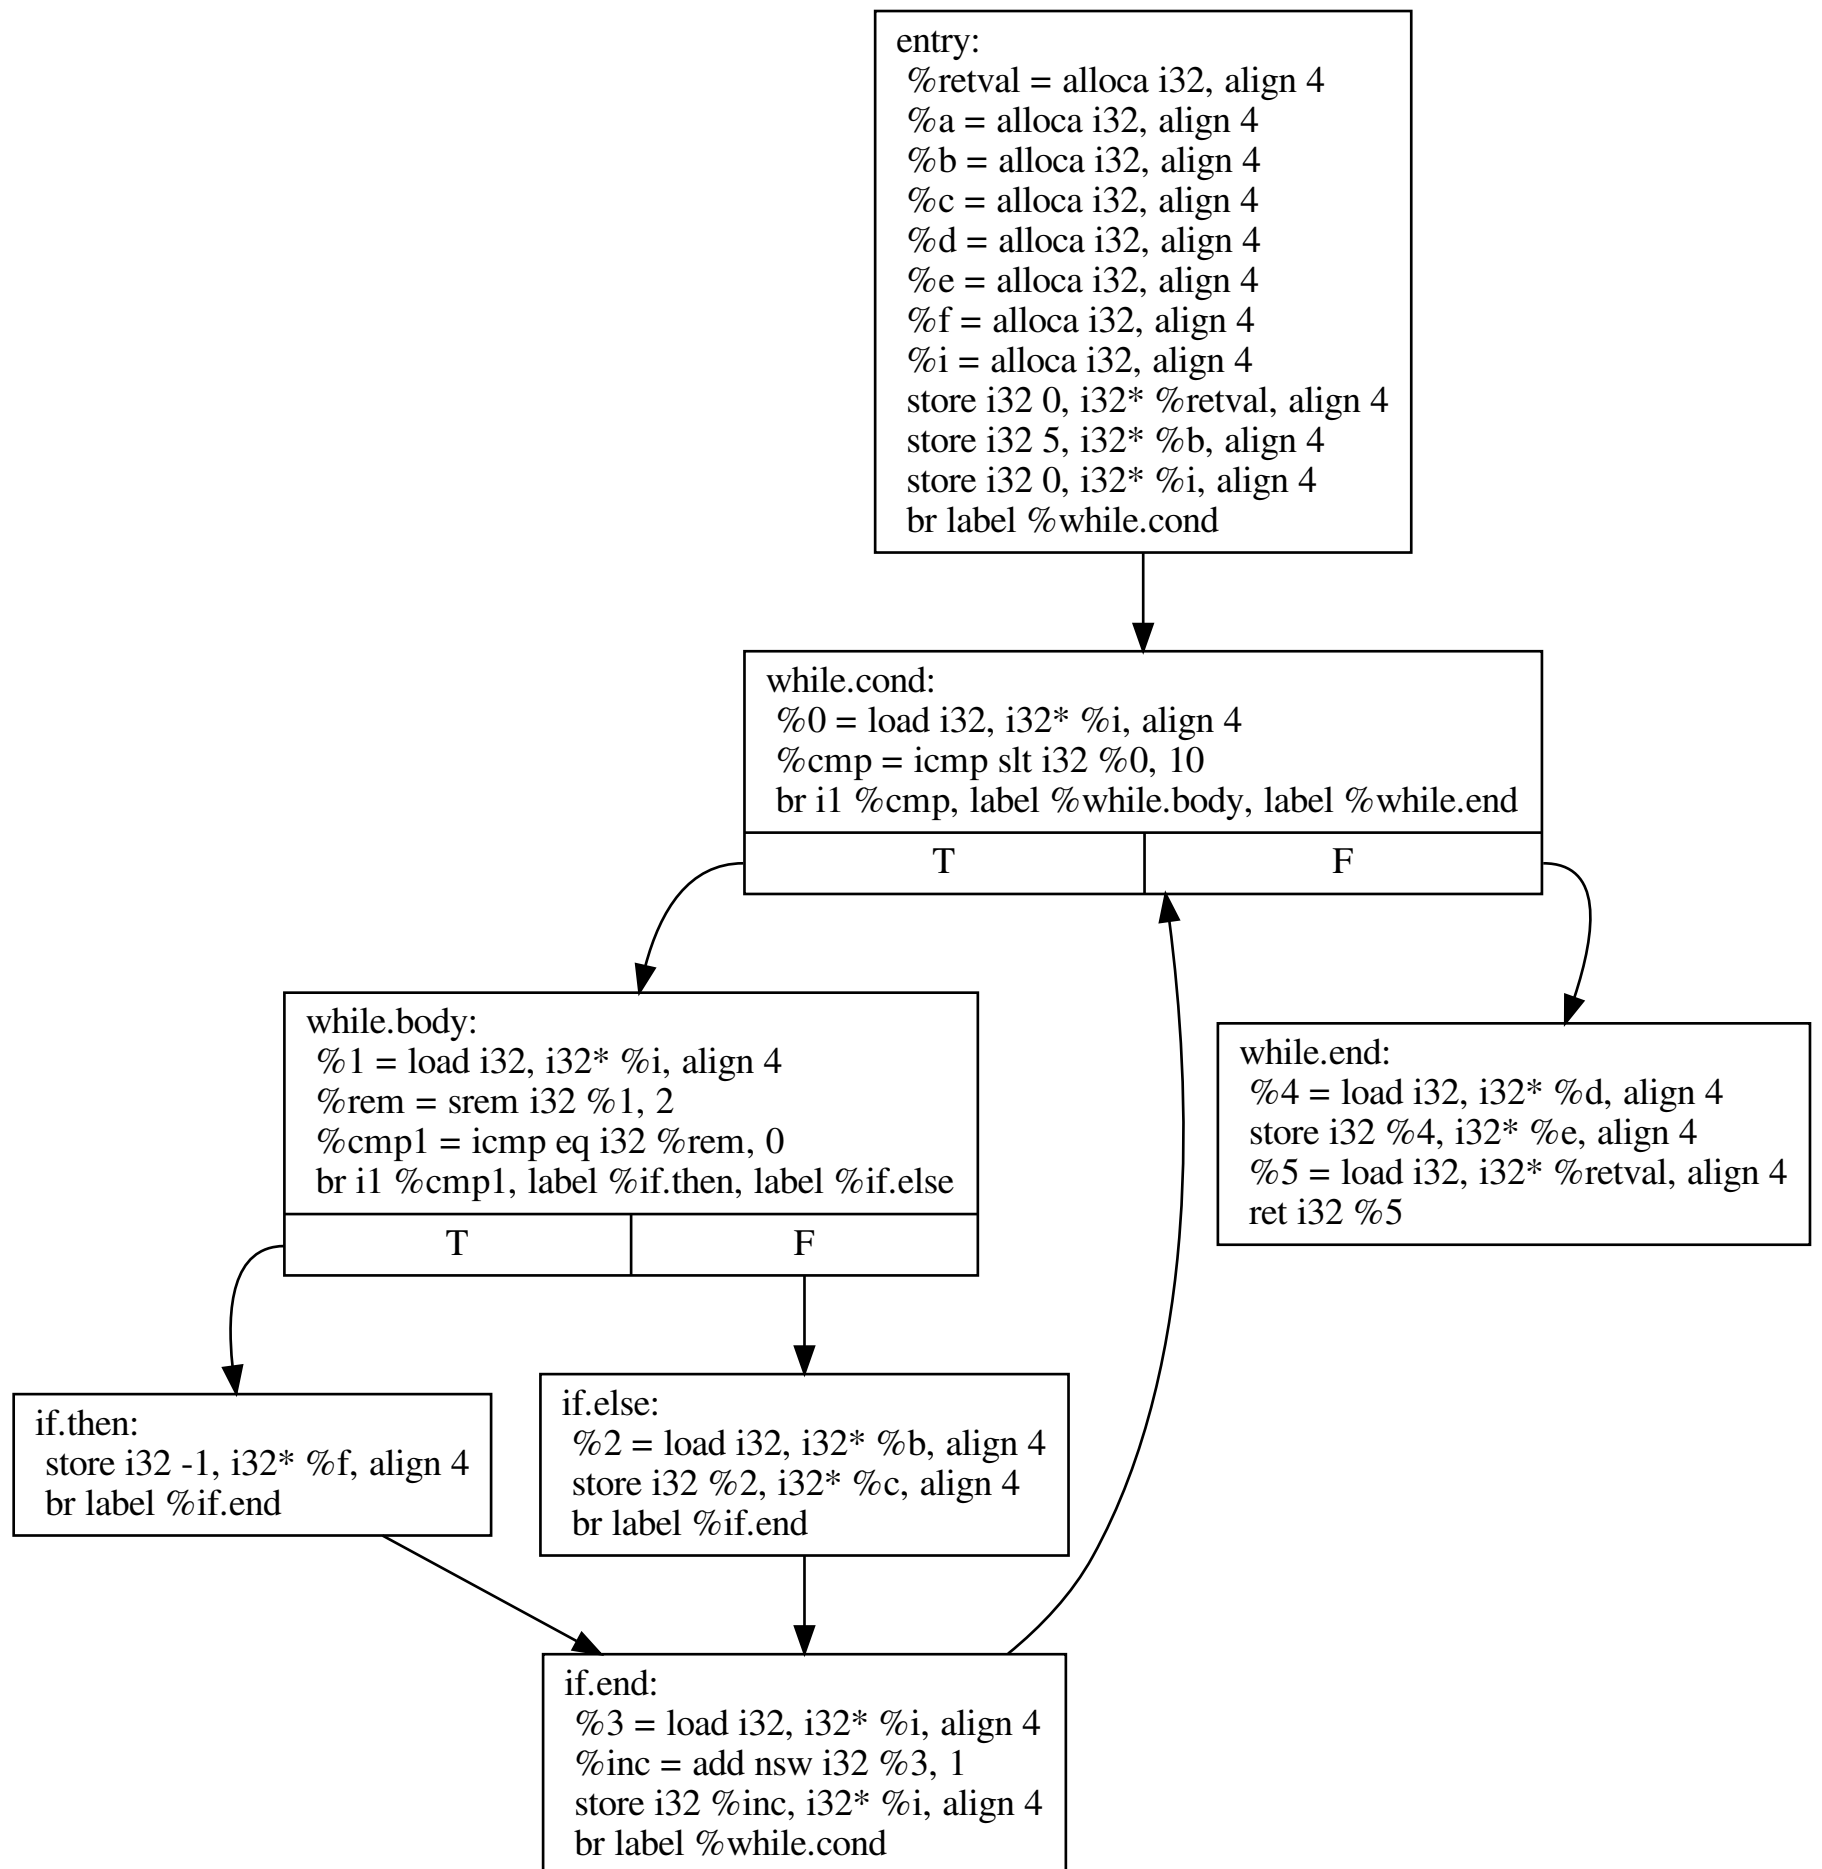 entry:
%retval = alloca i32, align 4
%a = alloca i32, align 4
%b = alloca i32, align 4
%c = alloca i32, align 4
%d = alloca i32, align 4
%e = alloca i32, align 4
%f = alloca i32, align 4
%i = alloca i32, align 4
store i32 0, i32* %retval, align 4
store i32 5, i32* %b, align 4
store i32 0, i32* %i, align 4
br label %while.cond
while.cond:
%0 = load i32, i32* %i, align 4
%cmp = icmp slt i32 %0, 10
br i1 %cmp, label %while.body, label %while.end
T
F
while.body:
%1 = load i32, i32* %i, align 4
%rem = srem i32 %1, 2
%cmp1 = icmp eq i32 %rem, 0
br i1 %cmp1, label %if.then, label %if.else
T
F
while.end:
%4 = load i32, i32* %d, align 4
store i32 %4, i32* %e, align 4
%5 = load i32, i32* %retval, align 4
ret i32 %5
if.then:
store i32 -1, i32* %f, align 4
br label %if.end
if.else:
%2 = load i32, i32* %b, align 4
store i32 %2, i32* %c, align 4
br label %if.end
if.end:
%3 = load i32, i32* %i, align 4
%inc = add nsw i32 %3, 1
store i32 %inc, i32* %i, align 4
br label %while.cond